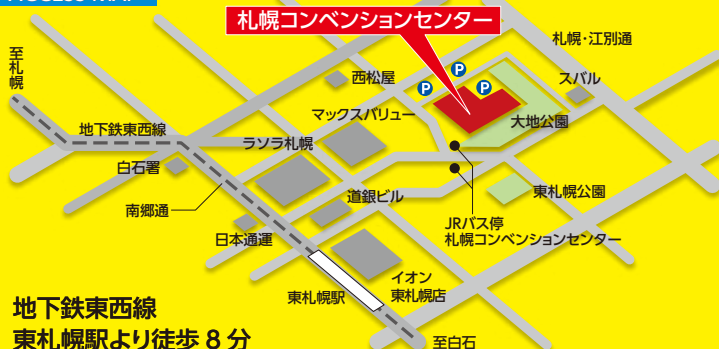 ACCESS MAP
札幌コンベンションセンター
札幌・江別通
至札幌
西松屋
P
P
P
スバル
マックスバリュー
大地公園
地下鉄東西線
ラソラ札幌
白石署
南郷通
道銀ビル
東札幌公園
日本通運
JRバス停
札幌コンベンションセンター
イオン
東札幌店
東札幌駅
地下鉄東西線
東札幌駅より徒歩 8 分
至白石